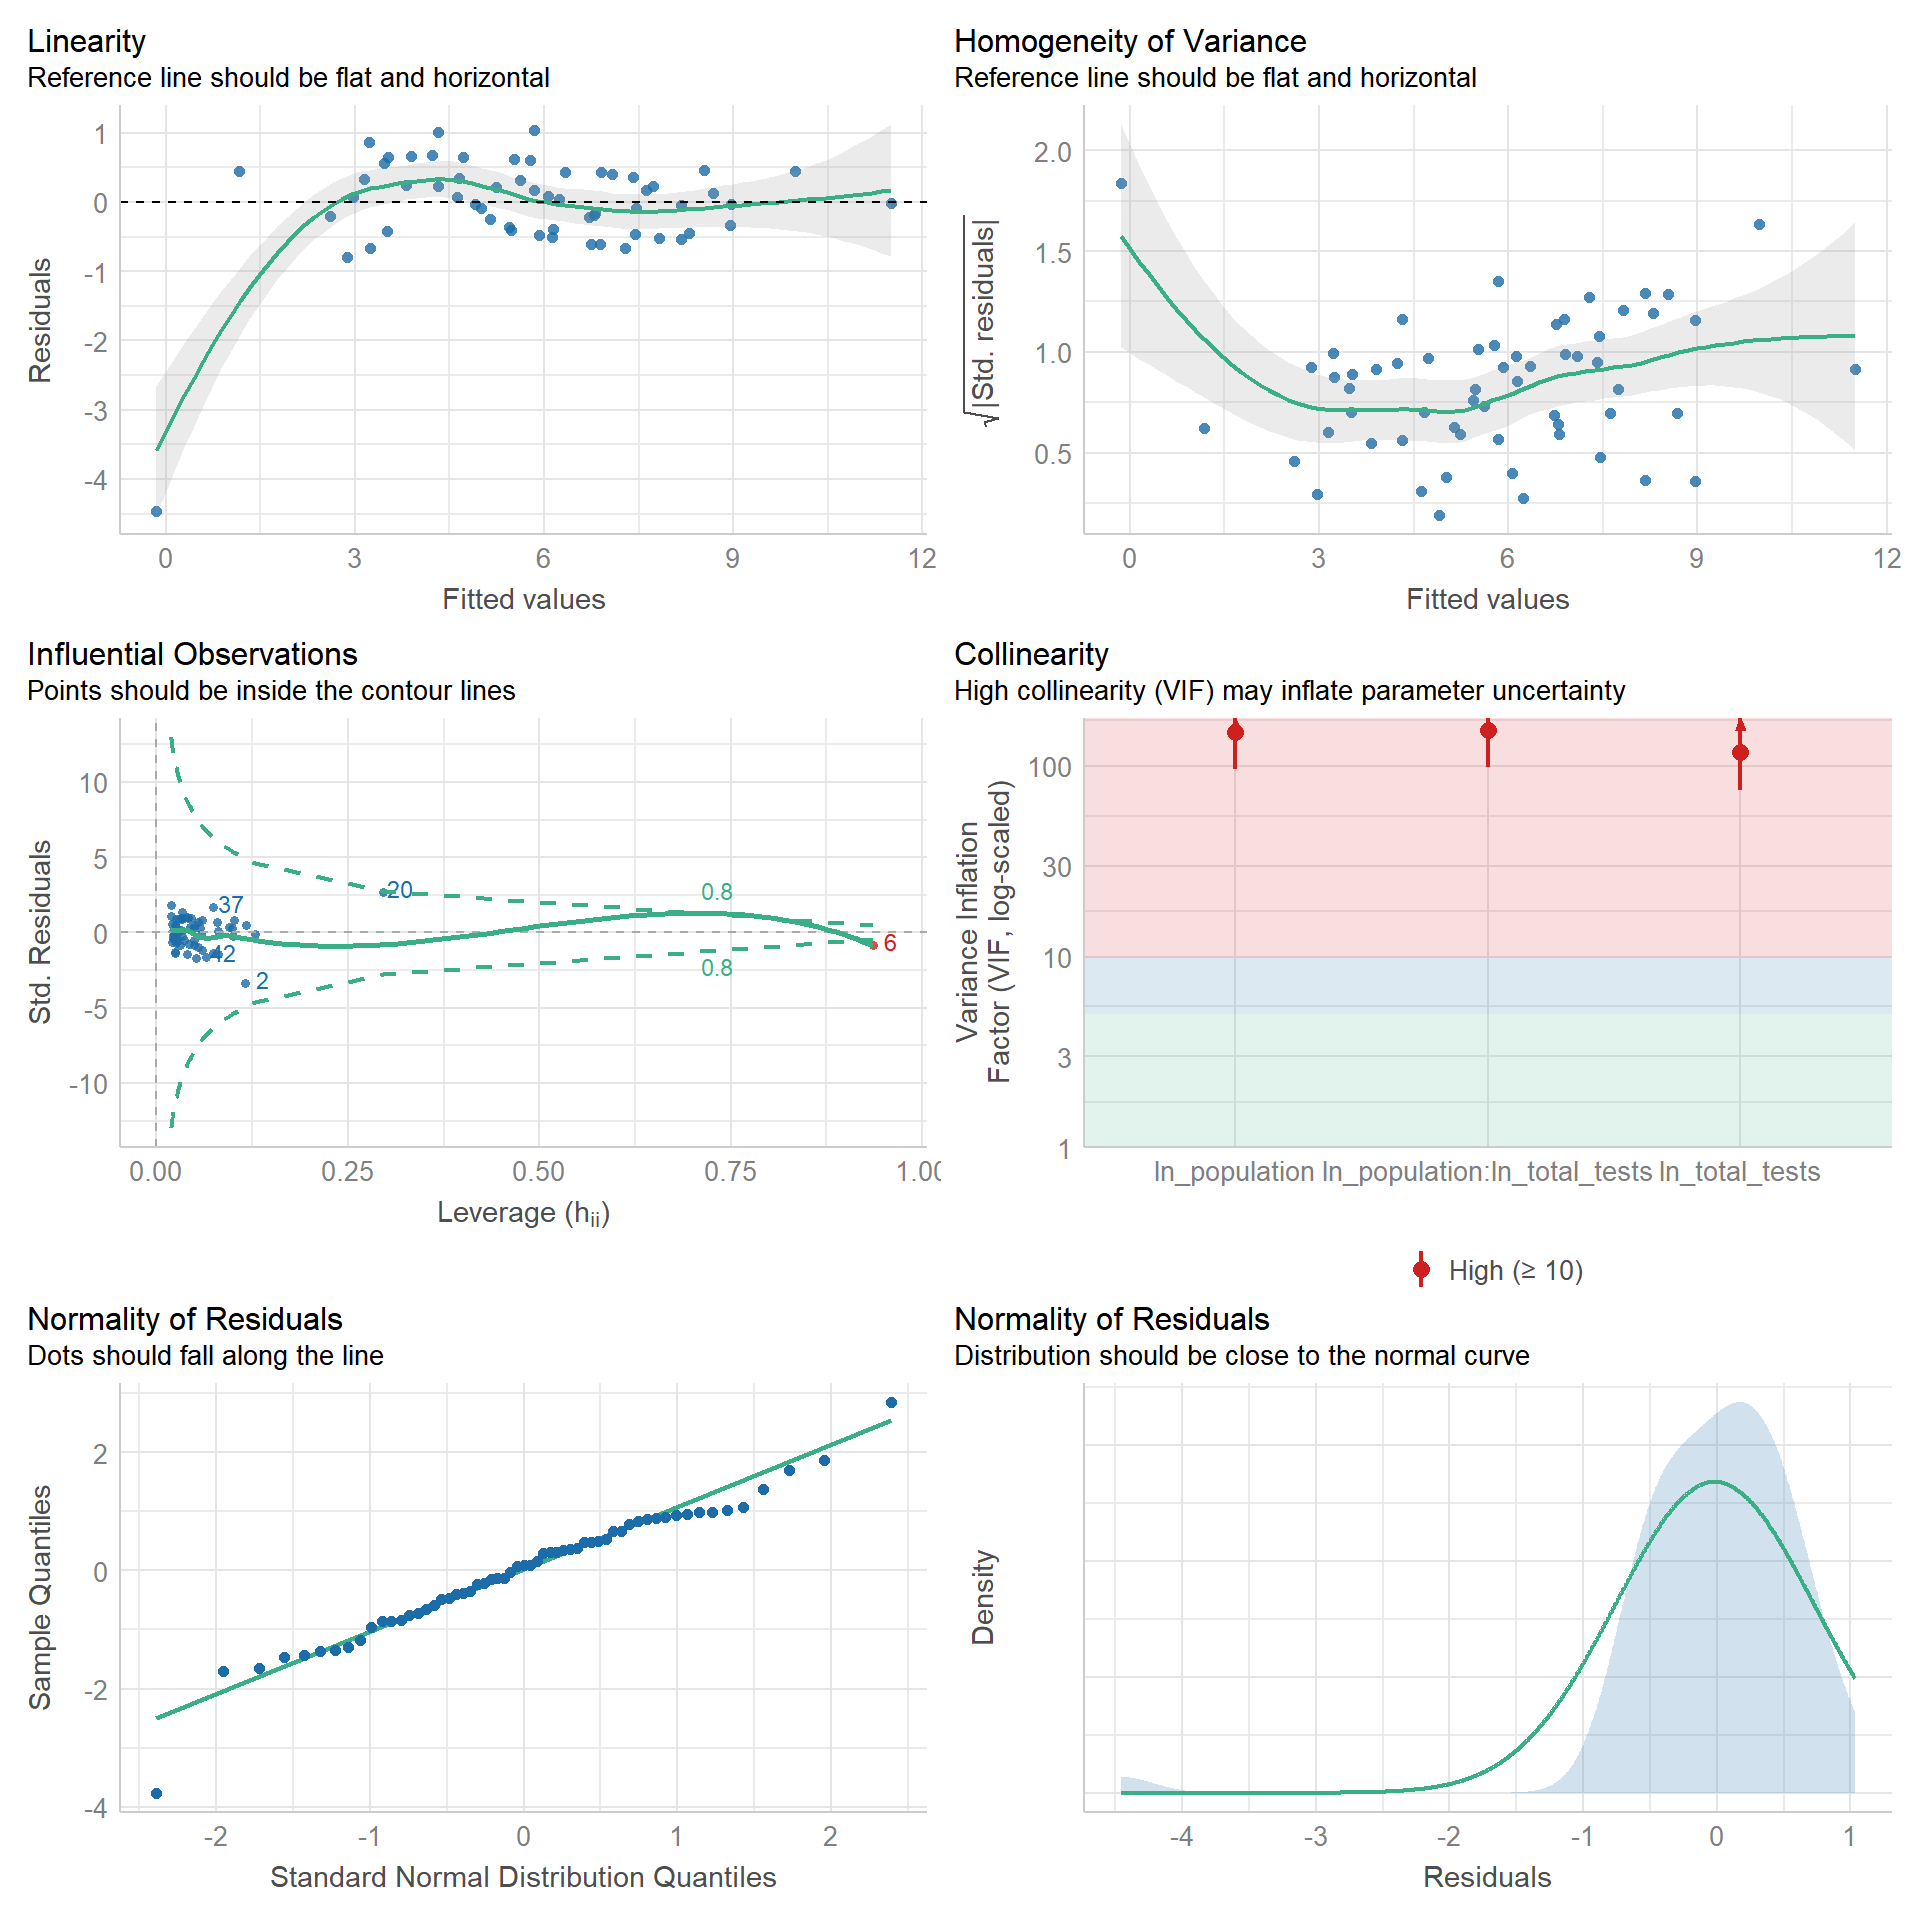 Linearity
Reference line should be flat and horizontal
1
0
-1
-2
-3
-4
Residuals
0
3
6
9
12
Fitted values
Homogeneity of Variance
Reference line should be flat and horizontal
2.0
1.5
1.0
0.5
√|Std. residuals|
0
3
6
9
12
Fitted values
Influential Observations
Points should be inside the contour lines
10
5
0
-5
-10
Std. Residuals
37
42
2
20
0.8
0.8
6
0.00
0.25
0.50
0.75
1.00
Leverage (hii)
Collinearity
High collinearity (VIF) may inflate parameter uncertainty
100
30
10
3
1
Variance Inflation
Factor (VIF, log-scaled)
ln_population
ln_population:ln_total_tests
ln_total_tests
High (≥ 10)
Normality of Residuals
Dots should fall along the line
2
0
-2
-4
Sample Quantiles
-2
-1
0
1
2
Standard Normal Distribution Quantiles
Normality of Residuals
Distribution should be close to the normal curve
Density
-4
-3
-2
-1
0
1
Residuals